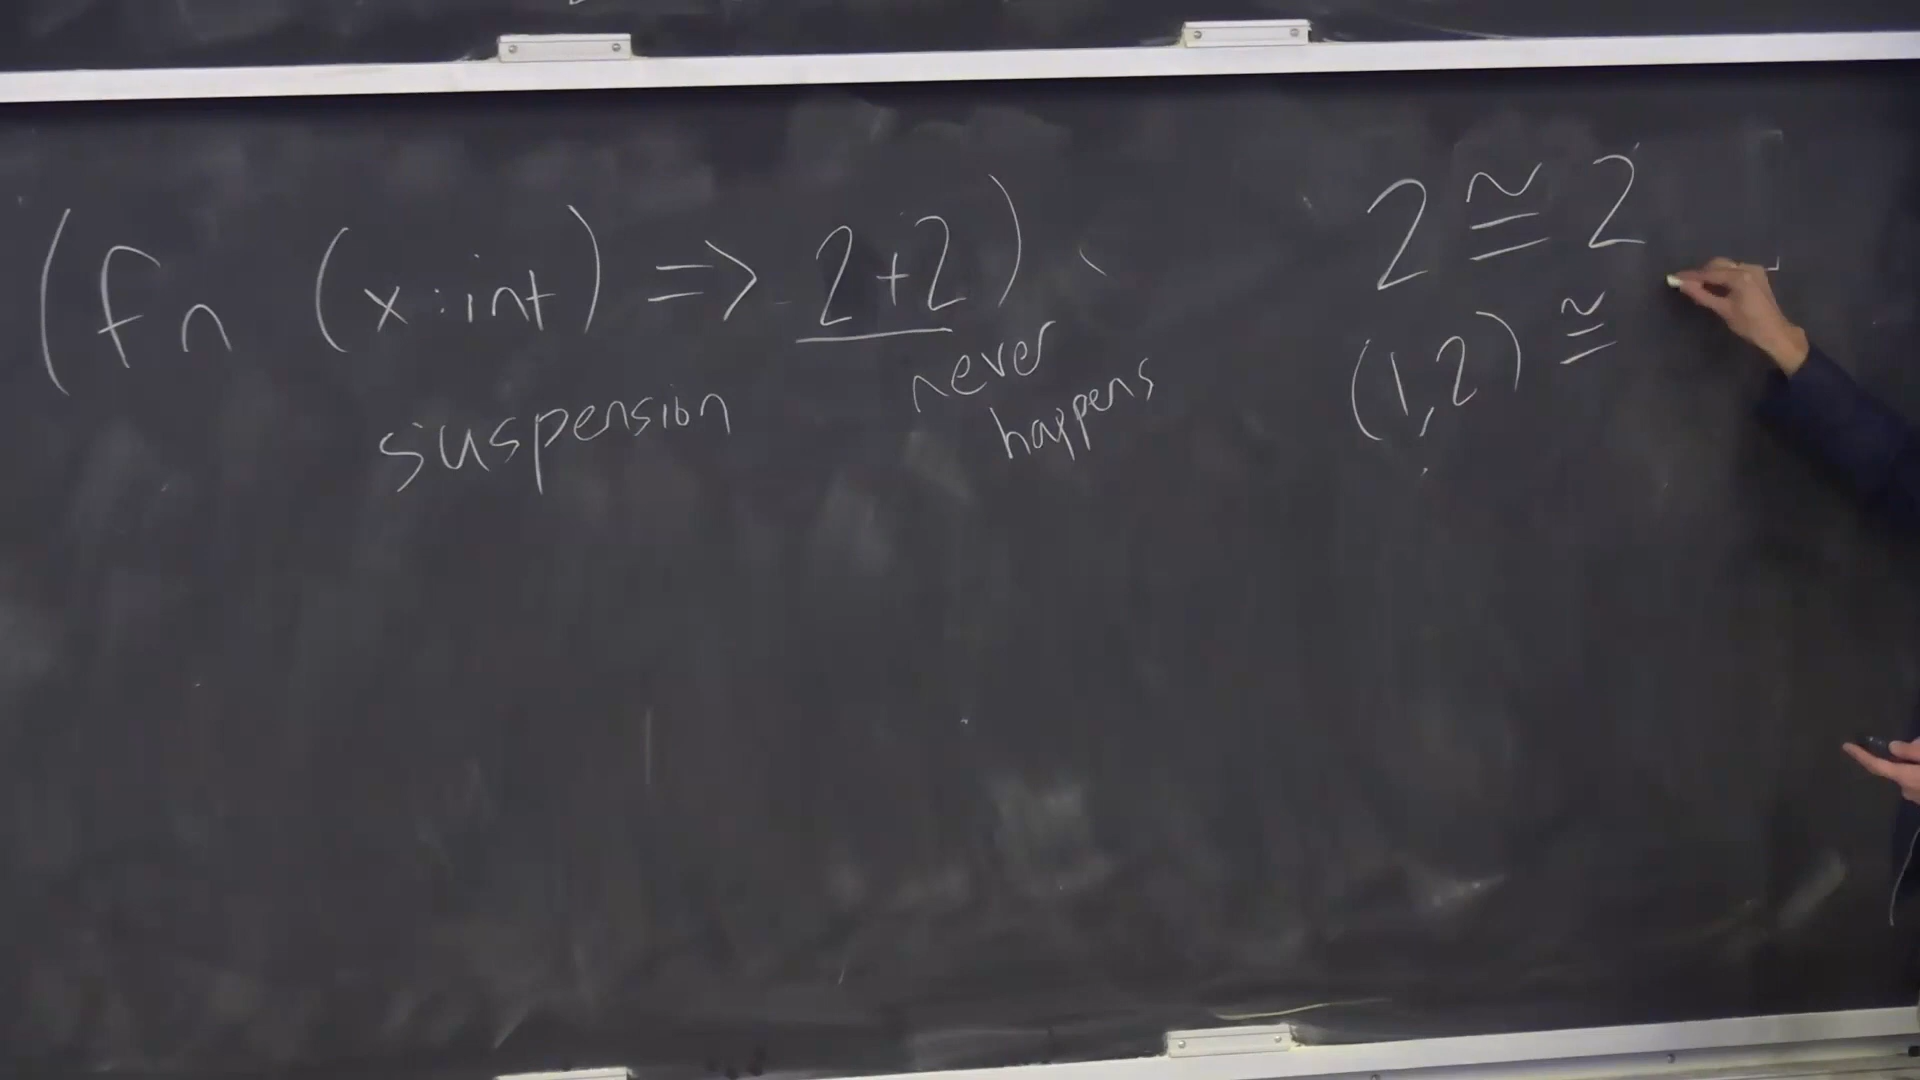 (fn (x:int) => 2+2)
suspension
never
happens
2 ≅ 2
(1,2) ≅